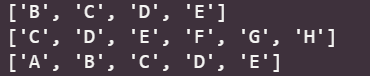 ['B', 'C', 'D', 'E']
['C', 'D', 'E', 'F', 'G', 'H']
['A', 'B', 'C', 'D', 'E']